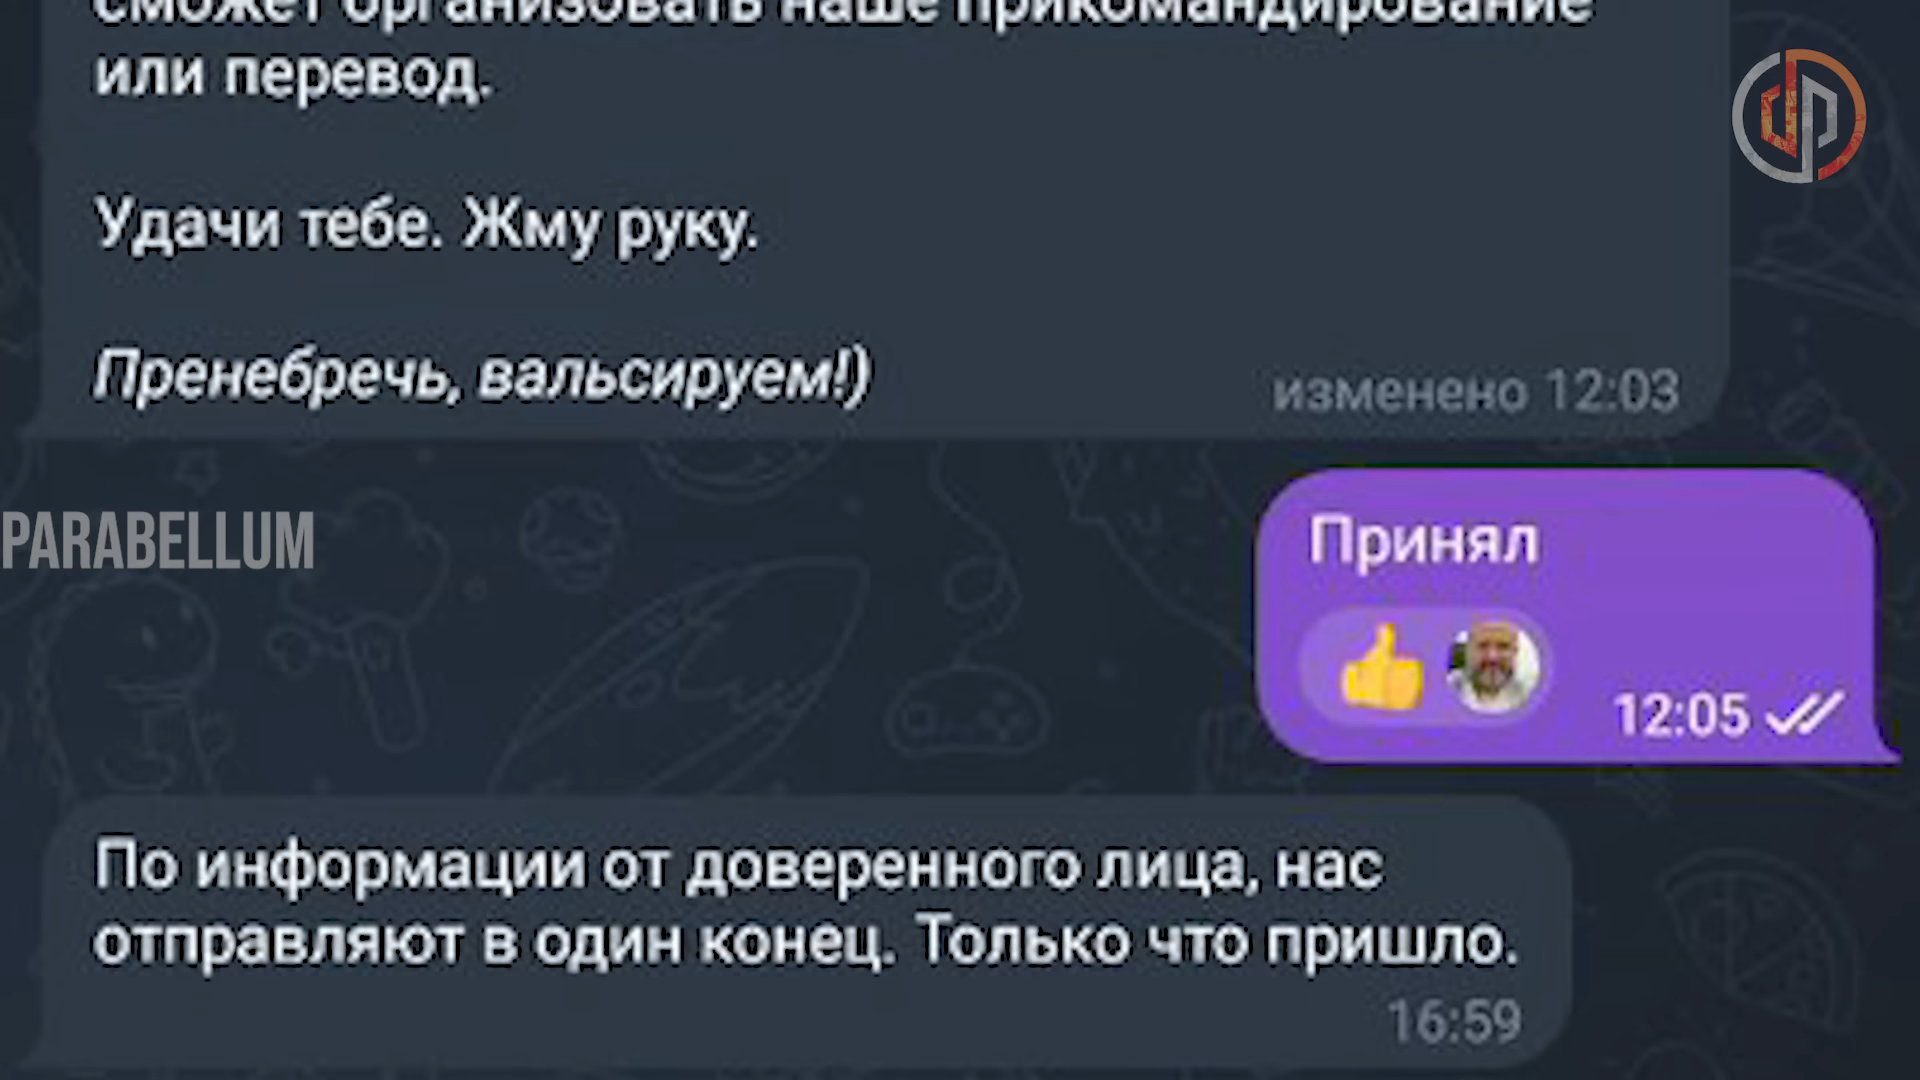 сможет организовать наше прикомандирование
или перевод.
Удачи тебе. Жму руку.
Пренебречь, вальсируем!)
изменено 12:03
PARABELLUM
Принял
12:05
По информации от доверенного лица, нас
отправляют в один конец. Только что пришло.
16:59